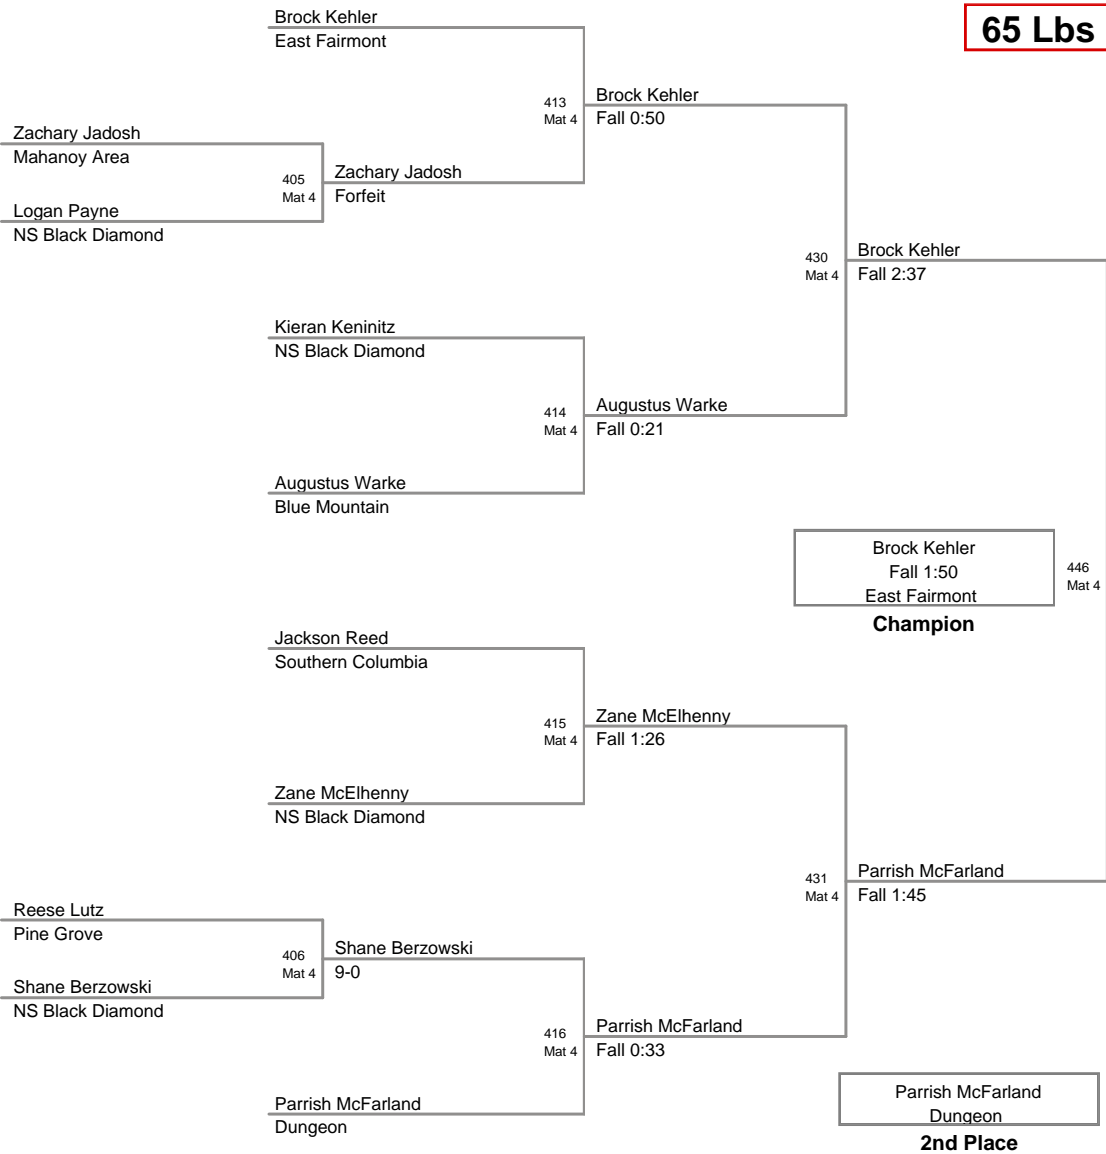 Brock Kehler
East Fairmont
65 Lbs
413
Mat 4
Brock Kehler
Fall 0:50
Zachary Jadosh
Mahanoy Area
405
Mat 4
Zachary Jadosh
Forfeit
Logan Payne
NS Black Diamond
430
Mat 4
Brock Kehler
Fall 2:37
Kieran Keninitz
NS Black Diamond
414
Mat 4
Augustus Warke
Fall 0:21
Augustus Warke
Blue Mountain
Brock Kehler
Fall 1:50
East Fairmont
446
Mat 4
Champion
Jackson Reed
Southern Columbia
415
Mat 4
Zane McElhenny
Fall 1:26
Zane McElhenny
NS Black Diamond
431
Mat 4
Parrish McFarland
Fall 1:45
Reese Lutz
Pine Grove
406
Mat 4
Shane Berzowski
9-0
Shane Berzowski
NS Black Diamond
416
Mat 4
Parrish McFarland
Fall 0:33
Parrish McFarland
Dungeon
Parrish McFarland
Dungeon
2nd Place